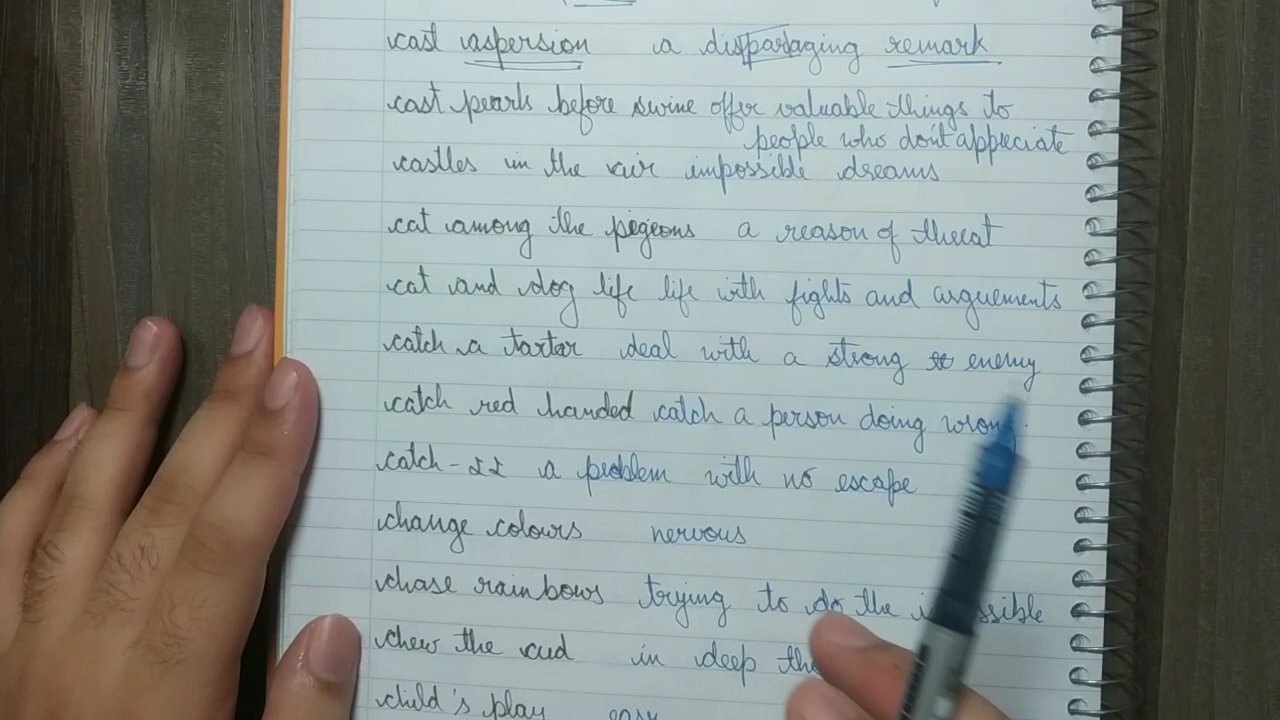 cast aspersion a disparaging remark
cast pearls before swine offer valuable things to
people who don't appreciate
castles in the air impossible dreams
cat among the pigeons a reason of threat
cat and dog life life with fights and arguements
catch a tartar deal with a strong enemy
catch red handed catch a person doing wrong
catch-22 a problem with no escape
change colours nervous
chase rainbows trying to do the
chew the cud in deep
child's play easy